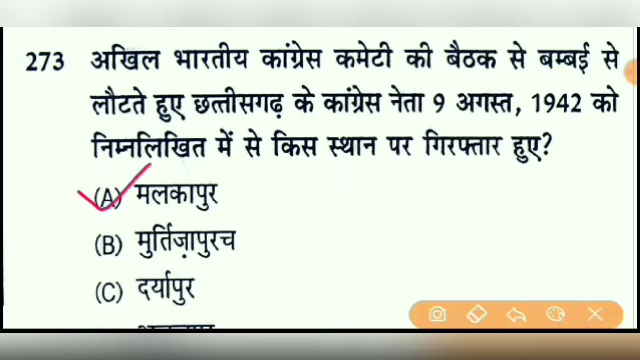 273 अखिल भारतीय कांग्रेस कमेटी की बैठक से बम्बई से
लौटते हुए छत्तीसगढ़ के कांग्रेस नेता 9 अगस्त, 1942 को
निम्नलिखित में से किस स्थान पर गिरफ्तार हुए?
(A) मलकापुर
(B) मुर्तिज़ापुरच
(C) दर्यापुर